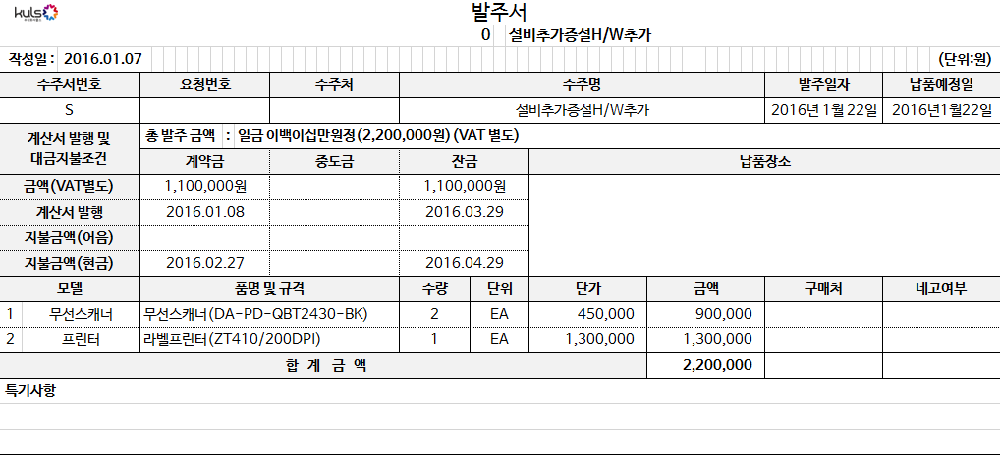 kuls
발주서
0 설비추가증설H/W추가
작성일 : 2016.01.07 (단위:원)
수주서번호 요청번호 수주처 수주명 발주일자 납품예정일
S 설비추가증설H/W추가 2016년 1월 22일 2016년1월22일
계산서 발행 및
대금지불조건
총 발주 금액 : 일금 이백이십만원정(2,200,000원) (VAT 별도)
계약금 중도금 잔금 납품장소
금액(VAT별도) 1,100,000원 1,100,000원
계산서 발행 2016.01.08 2016.03.29
지불금액(어음)
지불금액(현금) 2016.02.27 2016.04.29
모델 품명 및 규격 수량 단위 단가 금액 구매처 네고여부
1 무선스캐너 무선스캐너(DA-PD-QBT2430-BK) 2 EA 450,000 900,000
2 프린터 라벨프린터(ZT410/200DPI) 1 EA 1,300,000 1,300,000
합 계 금 액 2,200,000
특기사항